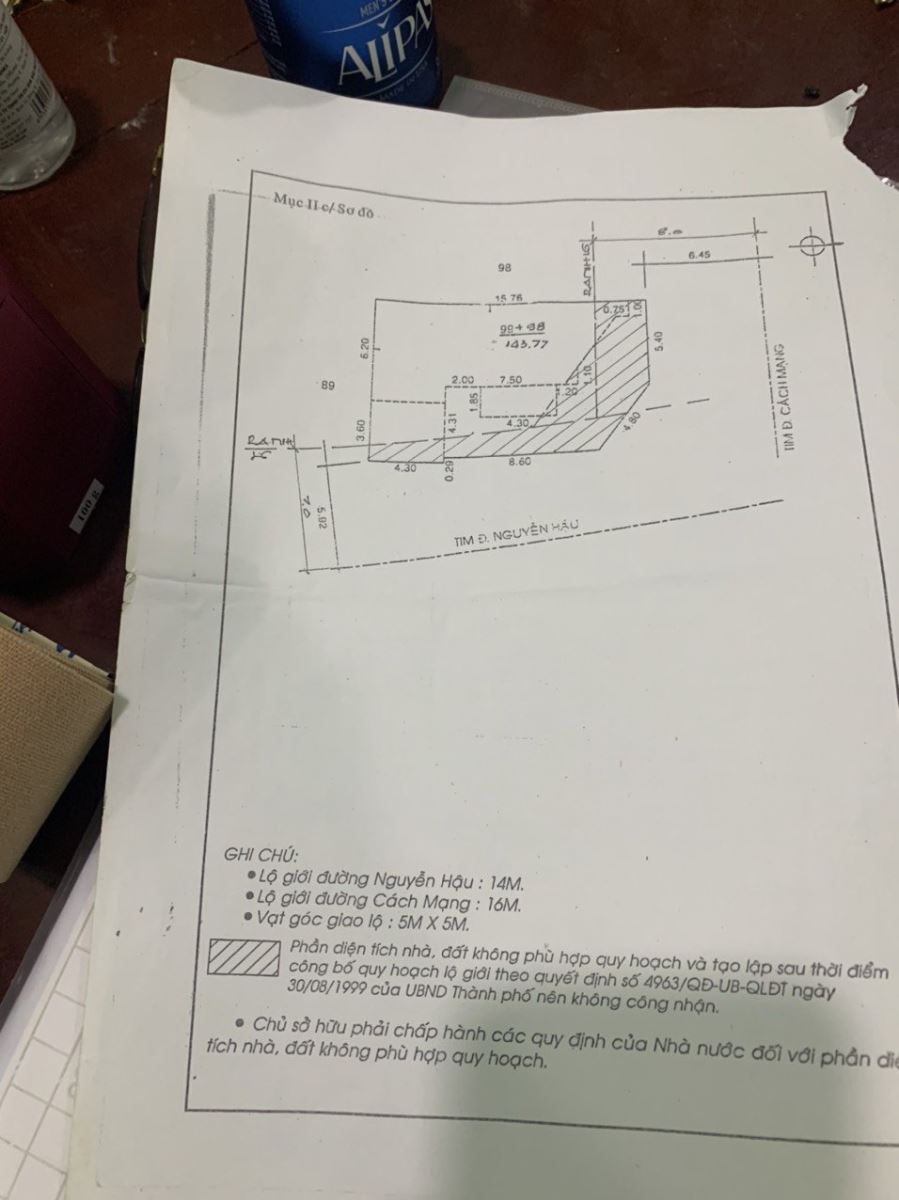 MEN'S
ALIPAS
MADE IN USA
Mục II c/ Sơ đồ
8.0
6.45
RANH LG
98
15.76
0.75
1.00
99+98
143.77
6.20
5.40
89
2.00
7.50
1.10
1.20
1.85
4.31
4.30
3.60
4.80
RANH
4.30
0.29
8.60
7.0
5.92
TIM Đ. CÁCH MẠNG
TIM Đ. NGUYỄN HẬU
100 g
GHI CHÚ:
• Lộ giới đường Nguyễn Hậu : 14M.
• Lộ giới đường Cách Mạng : 16M.
• Vạt góc giao lộ : 5M X 5M.
Phần diện tích nhà, đất không phù hợp quy hoạch và tạo lập sau thời điểm
công bố quy hoạch lộ giới theo quyết định số 4963/QĐ-UB-QLĐT ngày
30/08/1999 của UBND Thành phố nên không công nhận.
• Chủ sở hữu phải chấp hành các quy định của Nhà nước đối với phần diệ
tích nhà, đất không phù hợp quy hoạch.